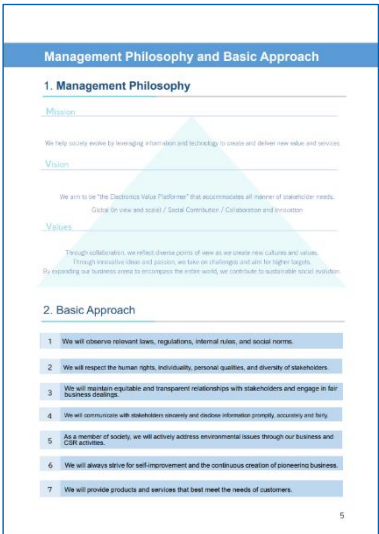 Management Philosophy and Basic Approach
1. Management Philosophy
Mission
We help society evolve by leveraging information and technology to create and deliver new value and services.
Vision
We aim to be "the Electronics Value Platformer" that accommodates all manner of stakeholder needs.
Global (in view and scale) / Social Contribution / Collaboration and Innovation
Values
Through collaboration, we reflect diverse points of view as we create new cultures and values.
Through innovative ideas and passion, we take on challenges and aim for higher targets.
By expanding our business arena to encompass the entire world, we contribute to sustainable social evolution.
2. Basic Approach
1 We will observe relevant laws, regulations, internal rules, and social norms.
2 We will respect the human rights, individuality, personal qualities, and diversity of stakeholders.
3 We will maintain equitable and transparent relationships with stakeholders and engage in fair
business dealings.
4 We will communicate with stakeholders sincerely and disclose information promptly, accurately and fairly.
5 As a member of society, we will actively address environmental issues through our business and
CSR activities.
6 We will always strive for self-improvement and the continuous creation of pioneering business.
7 We will provide products and services that best meet the needs of customers.
5